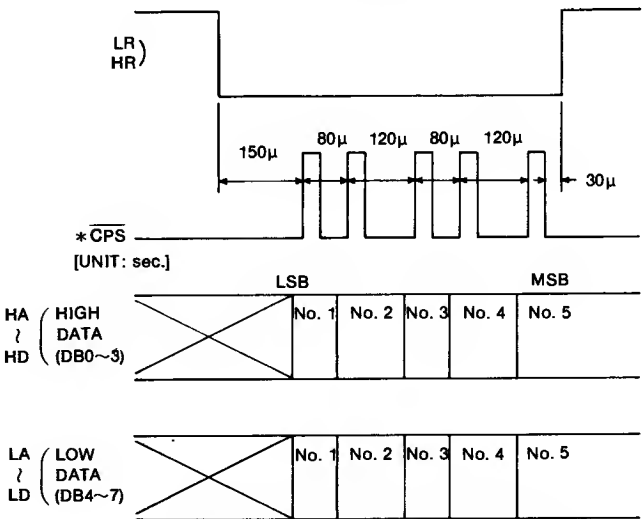 LR
HR
80μ 120μ 80μ 120μ
150μ
30μ
*CPS
[UNIT: sec.]
LSB MSB
HA HIGH
≀ DATA
HD (DB0~3)
No. 1 No. 2 No. 3 No. 4 No. 5
LA LOW
≀ DATA
LD (DB4~7)
No. 1 No. 2 No. 3 No. 4 No. 5